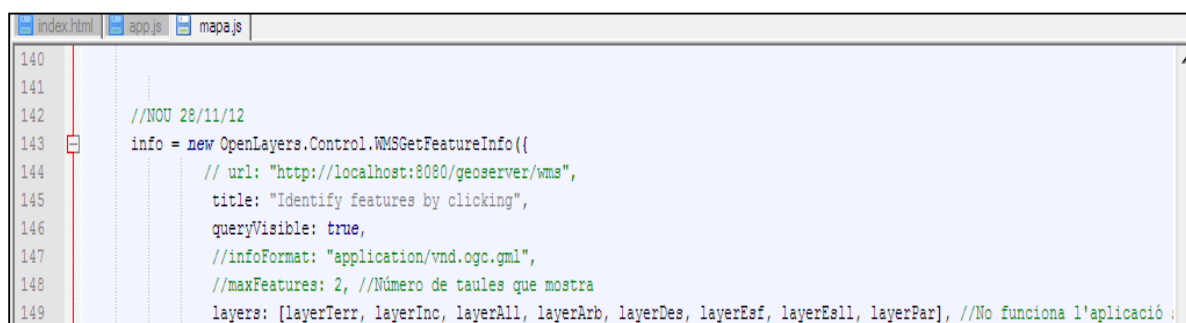 index.html app.js mapa.js
140
141
142 //NOU 28/11/12
143 info = new OpenLayers.Control.WMSGetFeatureInfo({
144 // url: "http://localhost:8080/geoserver/wms",
145 title: "Identify features by clicking",
146 queryVisible: true,
147 //infoFormat: "application/vnd.ogc.gml",
148 //maxFeatures: 2, //Número de taules que mostra
149 layers: [layerTerr, layerInc, layerAll, layerArb, layerDes, layerEsf, layerEsll, layerPar], //No funciona l'aplicació